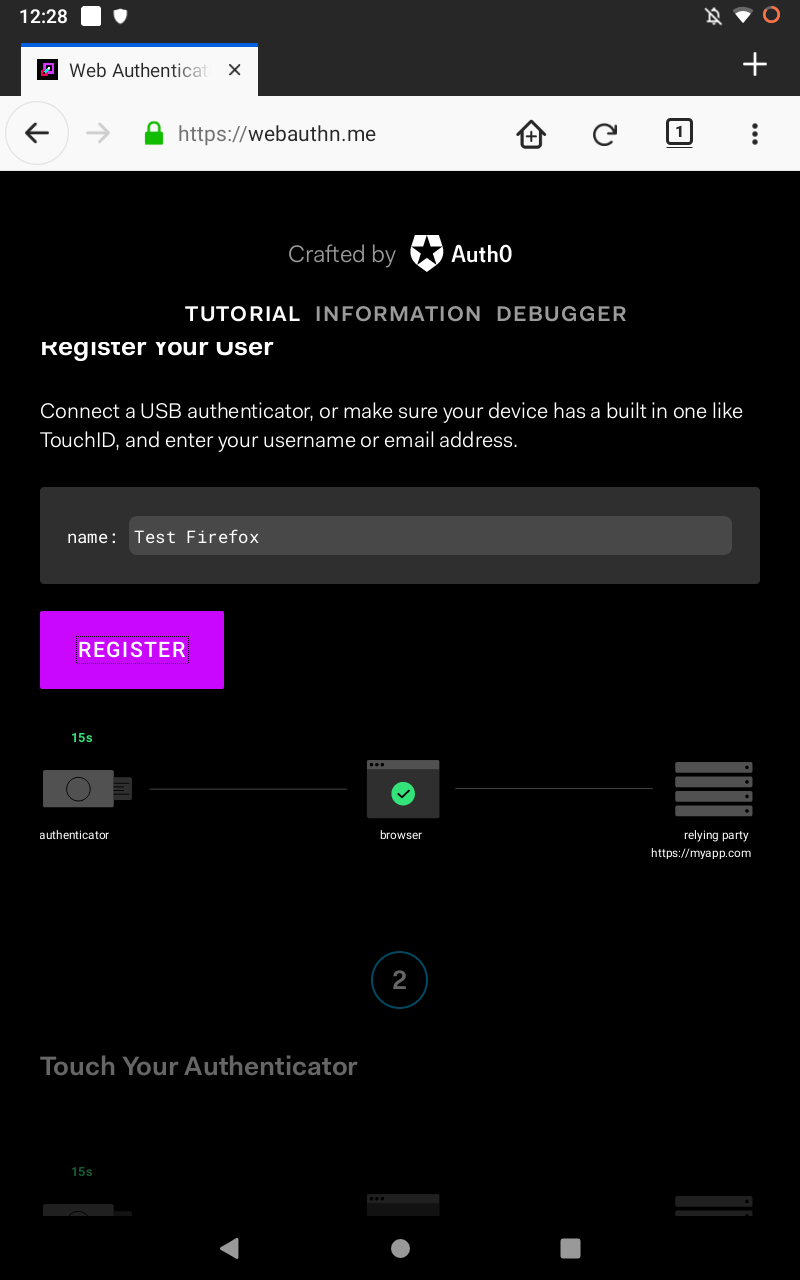 12:28
Web Authenticat
https://webauthn.me
1
Crafted by Auth0
TUTORIAL INFORMATION DEBUGGER
Register Your User
Connect a USB authenticator, or make sure your device has a built in one like
TouchID, and enter your username or email address.
name: Test Firefox
REGISTER
15s
authenticator browser relying party
https://myapp.com
2
Touch Your Authenticator
15s